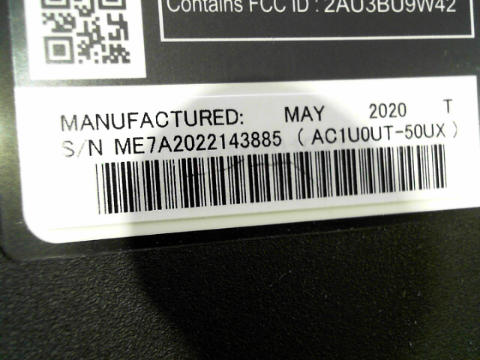 Contains FCC ID : 2AU3BU9W42
MANUFACTURED: MAY 2020 T
S/N ME7A2022143885 ( AC1U0UT-50UX )